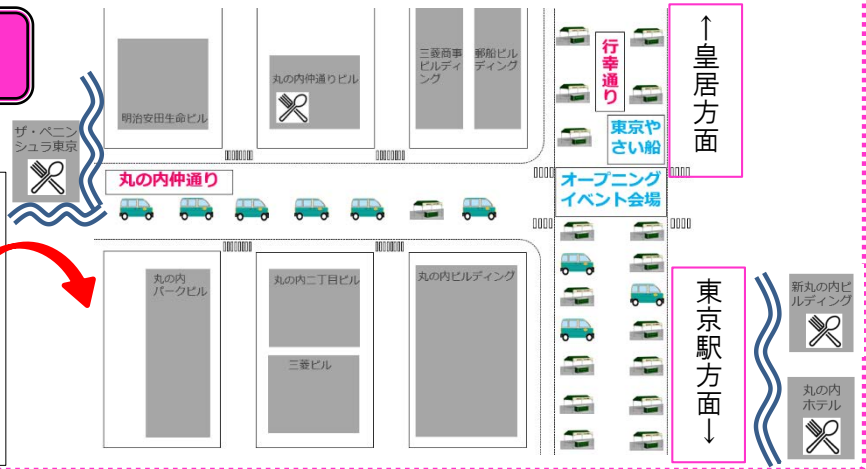 ザ・ペニン
シュラ東京
明治安田生命ビル
丸の内仲通りビル
三菱商事
ビルディ
ング
郵船ビル
ディング
行幸通り
↑皇居方面
東京や
さい船
丸の内仲通り
オープニング
イベント会場
丸の内
パークビル
丸の内二丁目ビル
三菱ビル
丸の内ビルディング
東京駅方面↓
新丸の内ビ
ルディング
丸の内
ホテル